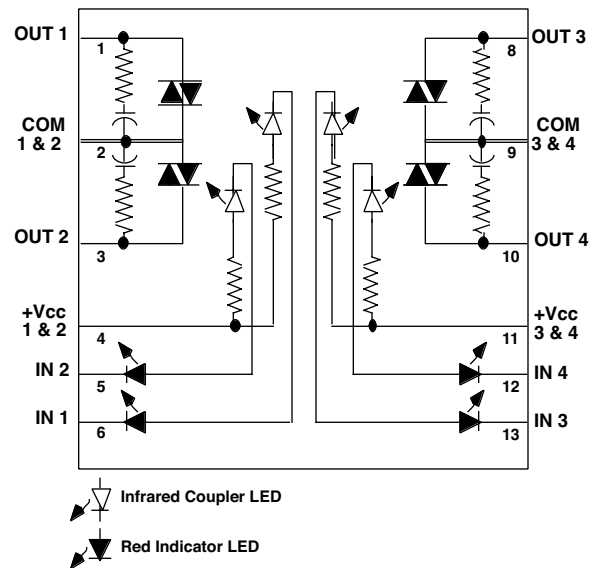 OUT 1
1
COM
1 & 2
2
OUT 2
3
+Vcc
1 & 2
4
IN 2
5
IN 1
6
OUT 3
8
COM
3 & 4
9
OUT 4
10
+Vcc
3 & 4
11
IN 4
12
IN 3
13
Infrared Coupler LED
Red Indicator LED